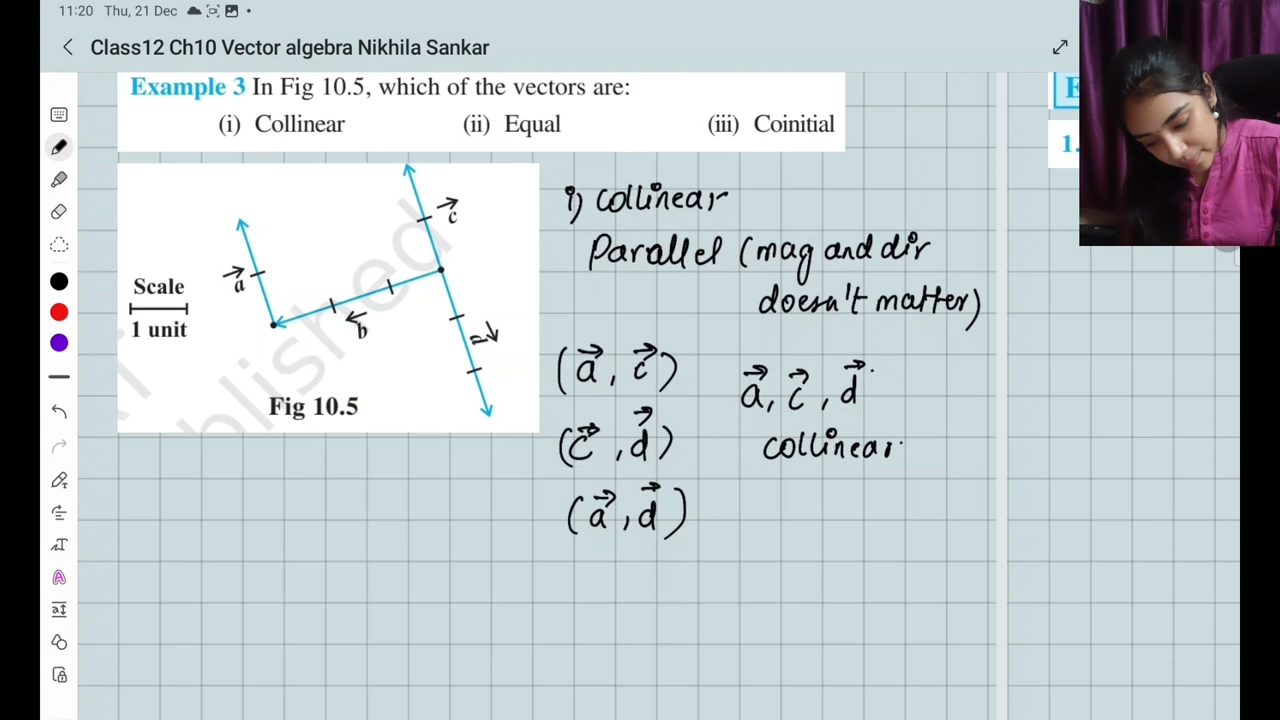 11:20 Thu, 21 Dec
Class12 Ch10 Vector algebra Nikhila Sankar
Example 3 In Fig 10.5, which of the vectors are:
(i) Collinear (ii) Equal (iii) Coinitial
E
1.
i) collinear
Parallel (mag and dir
doesn't matter)
c
a
Scale
1 unit
b
d
Fig 10.5
blished
(a⃗, c⃗)
a⃗, c⃗, d⃗
(c⃗, d⃗)
collinear
(a⃗, d⃗)